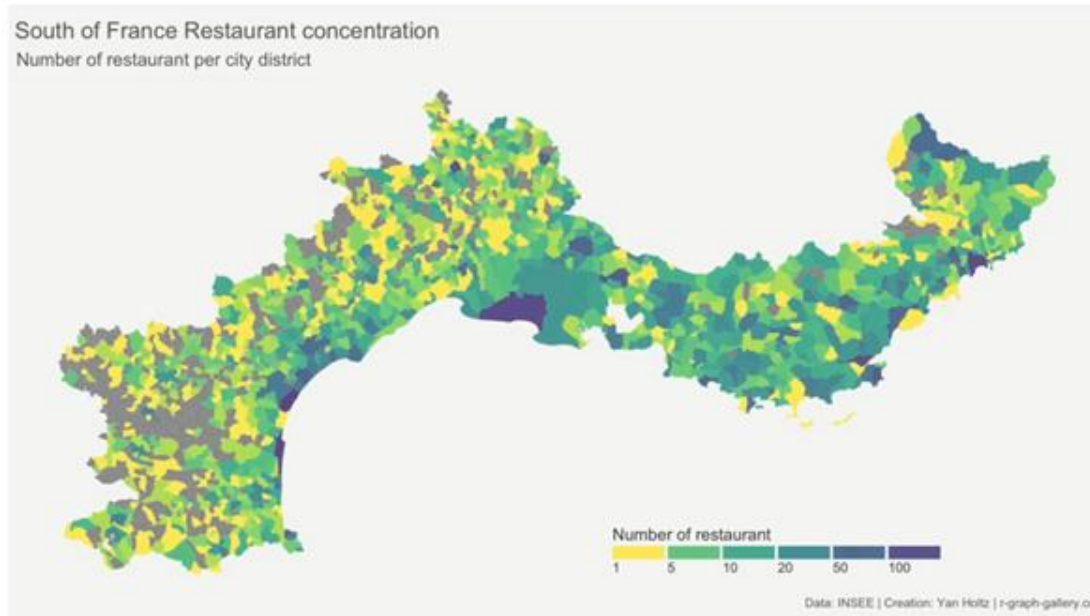 South of France Restaurant concentration
Number of restaurant per city district
Number of restaurant
1 5 10 20 50 100
Data: INSEE | Creation: Yan Holtz | r-graph-gallery.c